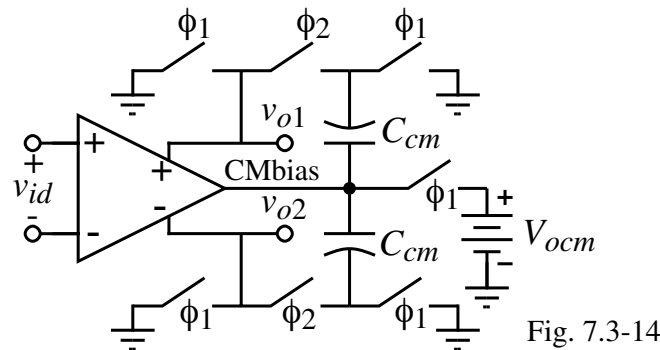 ϕ1 ϕ2 ϕ1
vo1
Ccm
+ + +
vid CMbias ϕ1 +
- - - vo2 Vocm
Ccm −
ϕ1 ϕ2 ϕ1
Fig. 7.3-14